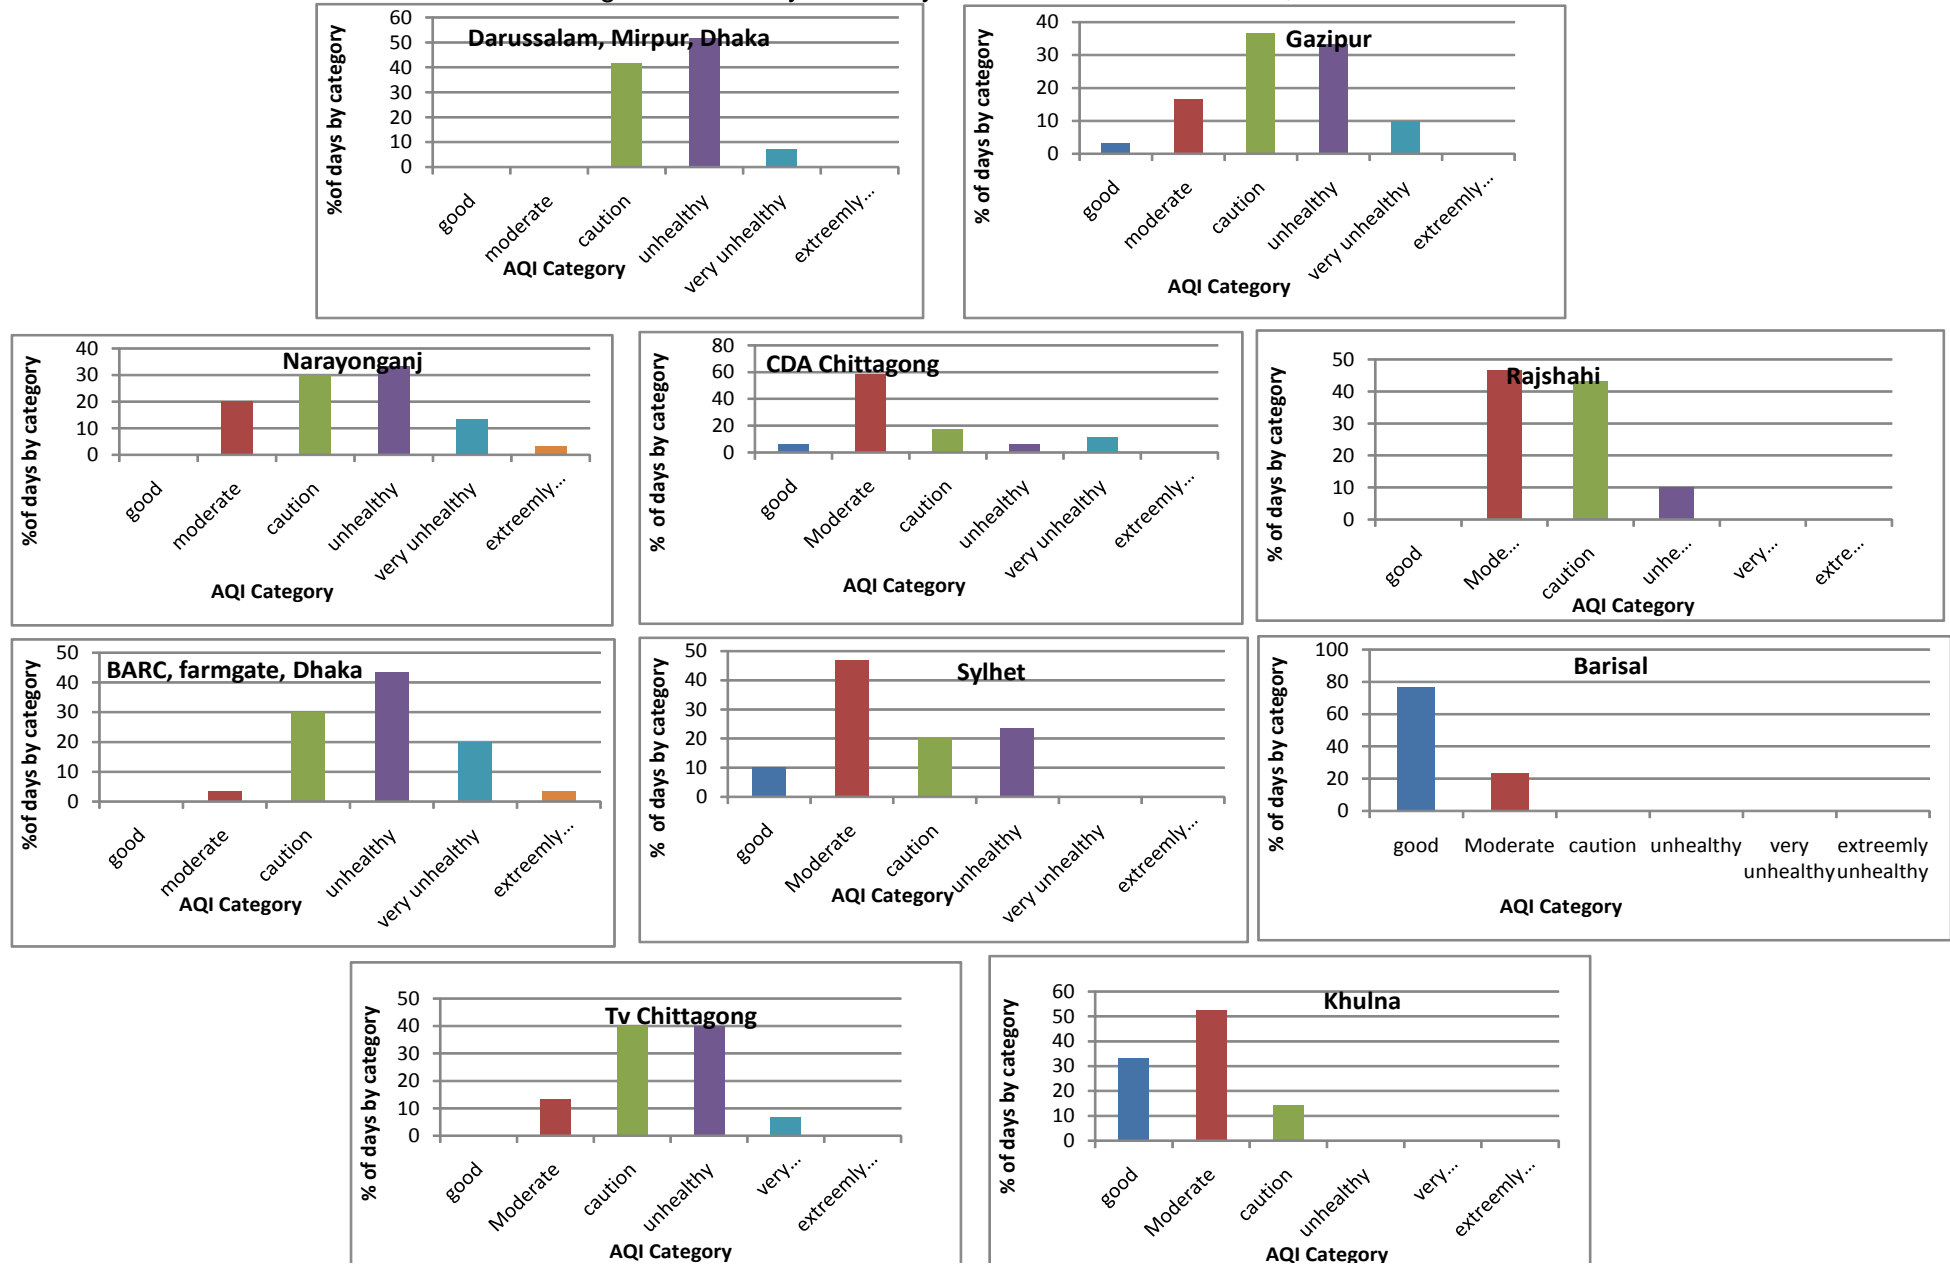 Darussalam, Mirpur, Dhaka
%of days by category
60
50
40
30
20
10
0
good
moderate
caution
unhealthy
very unhealthy
extreemly...
AQI Category
Gazipur
% of days by category
40
30
20
10
0
good
moderate
caution
unhealthy
very unhealthy
extreemly...
AQI Category
Narayonganj
%of days by category
40
30
20
10
0
good
moderate
caution
unhealthy
very unhealthy
extreemly...
AQI Category
CDA Chittagong
% of days by category
80
60
40
20
0
good
Moderate
caution
unhealthy
very unhealthy
extreemly...
AQI Category
Rajshahi
% of days by category
50
40
30
20
10
0
good
Mode...
caution
unhe...
very...
extre...
AQI Category
BARC, farmgate, Dhaka
%of days by category
50
40
30
20
10
0
good
moderate
caution
unhealthy
very unhealthy
extreemly...
AQI Category
Sylhet
% of days by category
50
40
30
20
10
0
good
Moderate
caution
unhealthy
very unhealthy
extreemly...
AQI Category
Barisal
% of days by category
100
80
60
40
20
0
good
Moderate
caution
unhealthy
very
unhealthy
extreemly
unhealthy
AQI Category
Tv Chittagong
% of days by category
50
40
30
20
10
0
good
Moderate
caution
unhealthy
very...
extreemly...
AQI Category
Khulna
% of days by category
60
50
40
30
20
10
0
good
Moderate
caution
unhealthy
very...
extreemly...
AQI Category